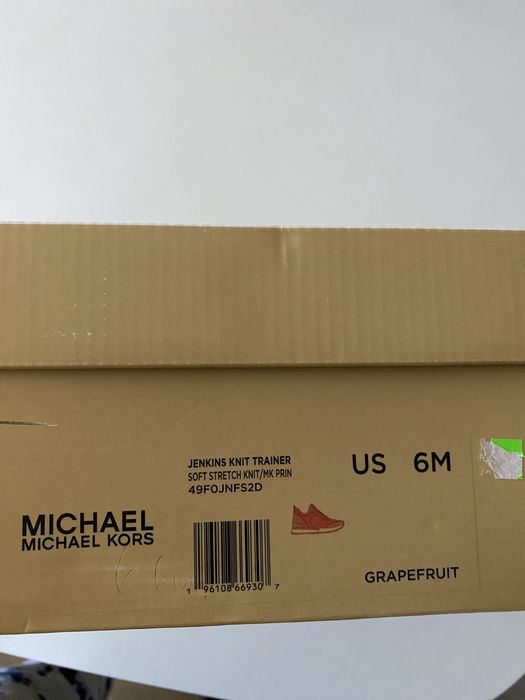 JENKINS KNIT TRAINER
SOFT STRETCH KNIT/MK PRIN
49F0JNFS2D
US 6M
MICHAEL
MICHAEL KORS
1 96108 66930 7
GRAPEFRUIT